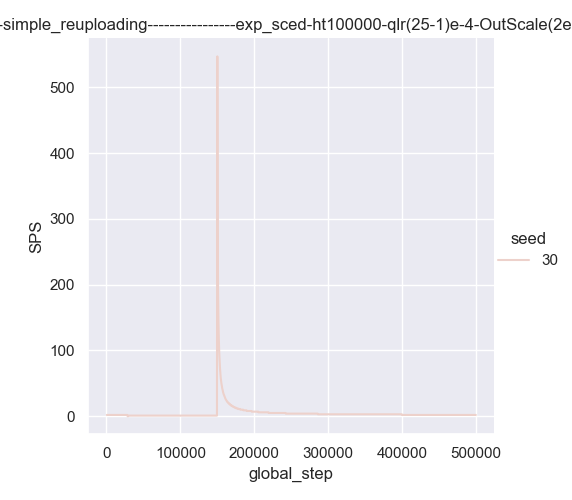 -simple_reuploading----------------exp_sced-ht100000-qlr(25-1)e-4-OutScale(2e
500
400
300
200
100
0
SPS
0 100000 200000 300000 400000 500000
global_step
seed
30